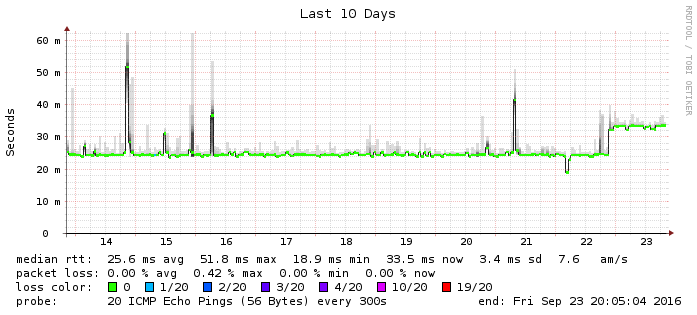 Last 10 Days
RRDTOOL / TOBI OETIKER
Seconds
60 m
50 m
40 m
30 m
20 m
10 m
0
14 15 16 17 18 19 20 21 22 23
median rtt: 25.6 ms avg 51.8 ms max 18.9 ms min 33.5 ms now 3.4 ms sd 7.6 am/s
packet loss: 0.00 % avg 0.42 % max 0.00 % min 0.00 % now
loss color: 0 1/20 2/20 3/20 4/20 10/20 19/20
probe: 20 ICMP Echo Pings (56 Bytes) every 300s end: Fri Sep 23 20:05:04 2016